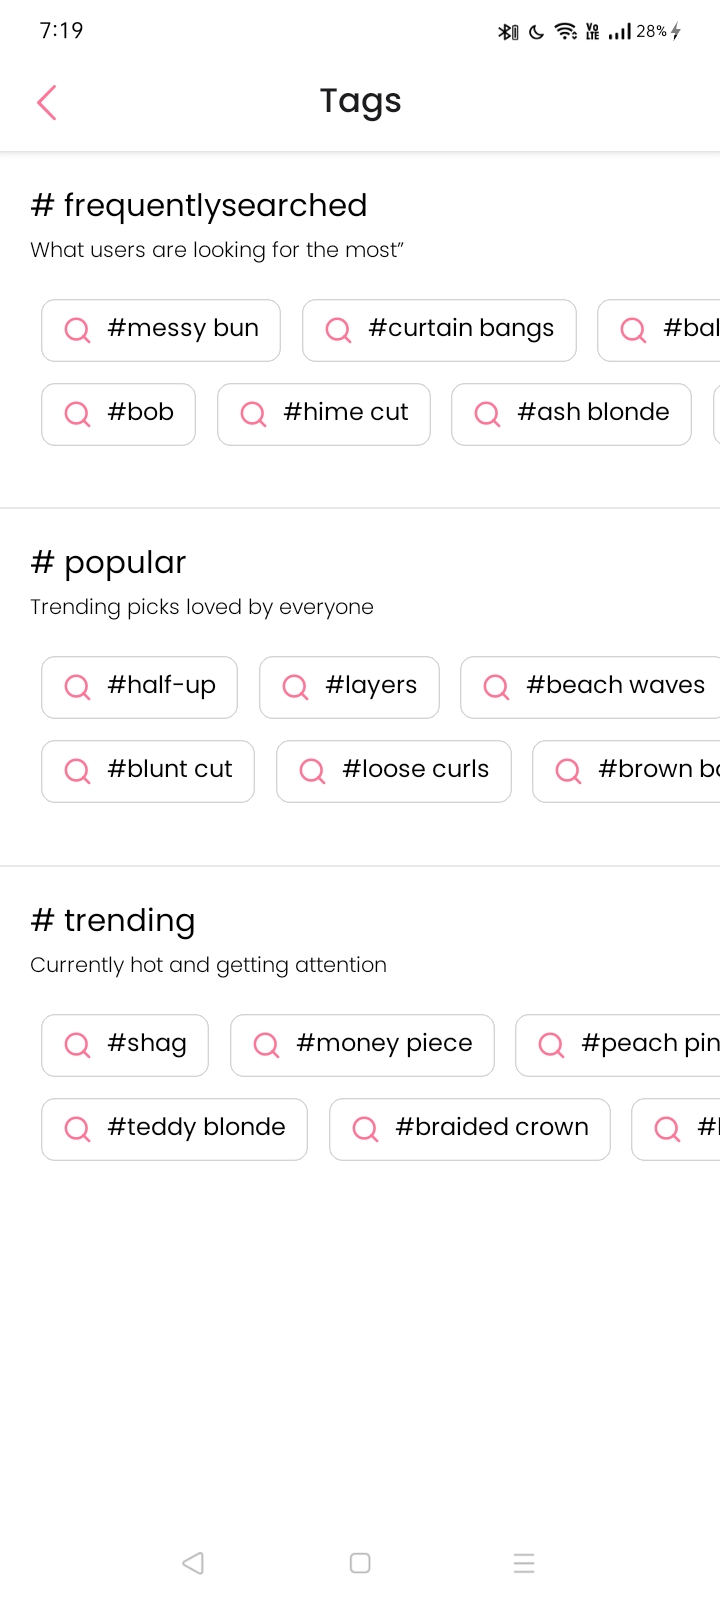 7:19
VoLTE 28%
Tags
# frequentlysearched
What users are looking for the most”
#messy bun #curtain bangs
#bob #hime cut #ash blonde
# popular
Trending picks loved by everyone
#half-up #layers #beach waves
#blunt cut #loose curls #brown
# trending
Currently hot and getting attention
#shag #money piece #peach
#teddy blonde #braided crown